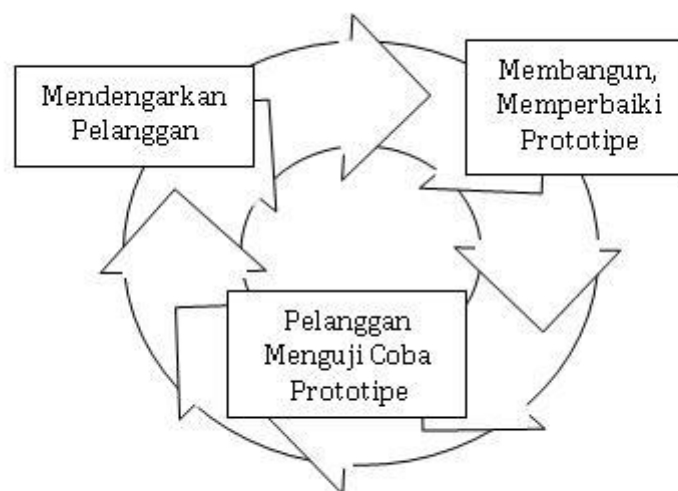 Mendengarkan
Pelanggan
Membangun,
Memperbaiki
Prototipe
Pelanggan
Menguji Coba
Prototipe